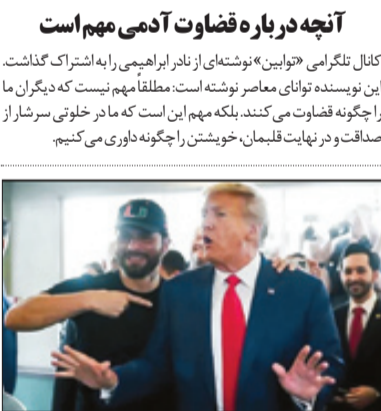 آنچه درباره قضاوت آدمی مهم است
کانال تلگرامی «توابین» نوشته‌ای از نادر ابراهیمی را به اشتراک گذاشت.
این نویسنده توانای معاصر نوشته است: مطلقاً مهم نیست که دیگران ما
را چگونه قضاوت می‌کنند. بلکه مهم این است که ما در خلوتی سرشار از
صداقت و در نهایت قلبمان، خویشتن را چگونه داوری می‌کنیم.